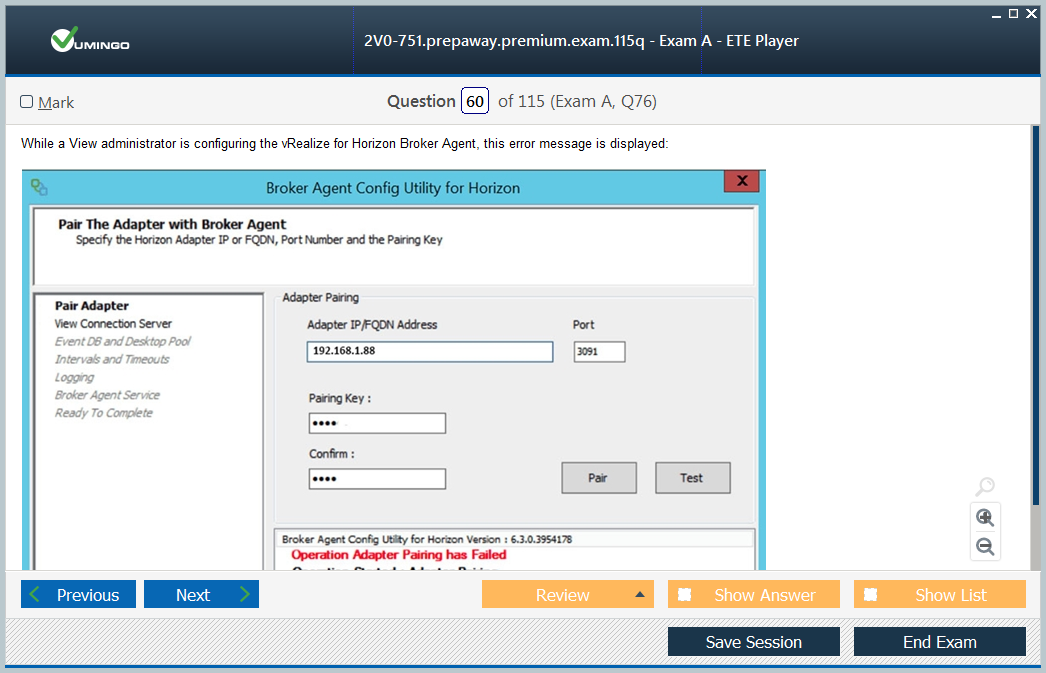 VUMINGO
2V0-751.prepaway.premium.exam.115q - Exam A - ETE Player
Mark
Question 60 of 115 (Exam A, Q76)
While a View administrator is configuring the vRealize for Horizon Broker Agent, this error message is displayed:
Broker Agent Config Utility for Horizon
X
Pair The Adapter with Broker Agent
Specify the Horizon Adapter IP or FQDN, Port Number and the Pairing Key
Pair Adapter
View Connection Server
Event DB and Desktop Pool
Intervals and Timeouts
Logging
Broker Agent Service
Ready To Complete
Adapter Pairing
Adapter IP/FQDN Address
Port
192.168.1.88
3091
Pairing Key :
••••
Confirm :
••••
Pair
Test
Broker Agent Config Utility for Horizon Version : 6.3.0.3954178
Operation Adapter Pairing has Failed
Previous
Next
Review
Show Answer
Show List
Save Session
End Exam